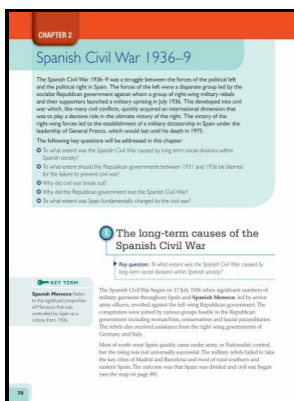 CHAPTER 2
Spanish Civil War 1936–9
The Spanish Civil War 1936–9 was a struggle between the forces of the political left
and the political right in Spain. The forces of the left were a disparate group led by the
socialist Republican government against whom a group of right-wing military rebels
and their supporters launched a military uprising in July 1936. This developed into civil
war which, like many civil conflicts, quickly acquired an international dimension that
was to play a decisive role in the ultimate victory of the right. The victory of the
right-wing forces led to the establishment of a military dictatorship in Spain under the
leadership of General Franco, which would last until his death in 1975.
The following key questions will be addressed in this chapter:
To what extent was the Spanish Civil War caused by long-term social divisions within
Spanish society?
To what extent should the Republican governments between 1931 and 1936 be blamed
for the failure to prevent civil war?
Why did civil war break out?
Why did the Republican government lose the Spanish Civil War?
To what extent was Spain fundamentally changed by the civil war?
1 The long-term causes of the
Spanish Civil War
Key question: To what extent was the Spanish Civil War caused by
long-term social divisions within Spanish society?
KEY TERM
Spanish Morocco Refers
to the significant proportion
of Morocco that was
controlled by Spain as a
colony from 1906.
The Spanish Civil War began on 17 July 1936 when significant numbers of
military garrisons throughout Spain and Spanish Morocco, led by senior
army officers, revolted against the left-wing Republican government. The
conspirators were joined by various groups hostile to the Republican
government including monarchists, conservatives and fascist paramilitaries.
The rebels also received assistance from the right-wing governments of
Germany and Italy.
Most of north-west Spain quickly came under army, or Nationalist, control,
but the rising was not universally successful. The military rebels failed to take
the key cities of Madrid and Barcelona and most of rural southern and
eastern Spain. The outcome was that Spain was divided and civil war began
(see the map on page 89).
74